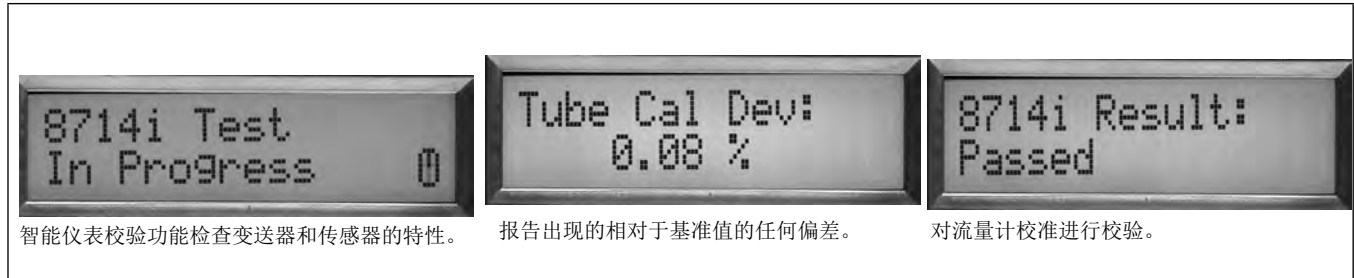 8714i Test
In Progress
智能仪表校验功能检查变送器和传感器的特性。
Tube Cal Dev:
0.08 %
报告出现的相对于基准值的任何偏差。
8714i Result:
Passed
对流量计校准进行校验。